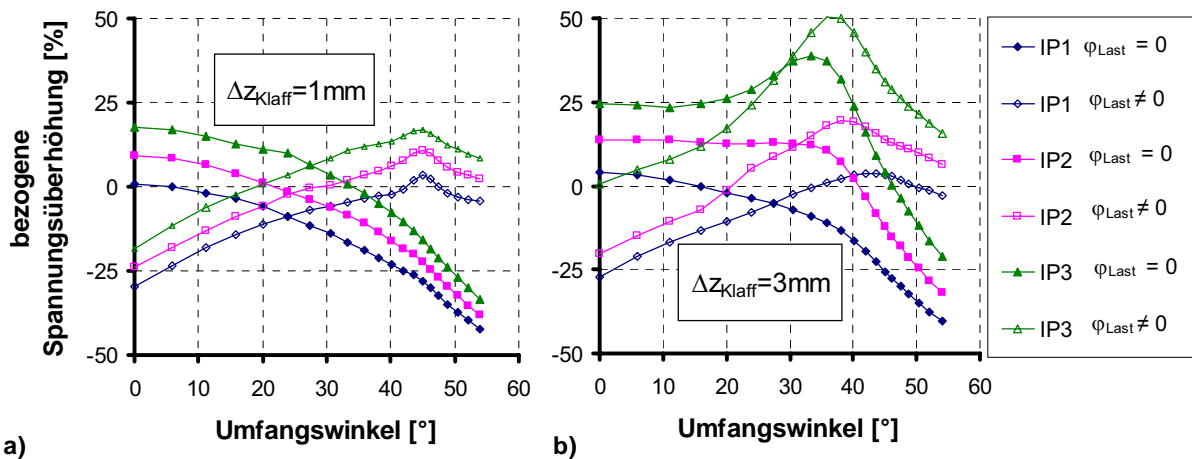 bezogene
Spannungsüberhöhung [%]
50
25
0
-25
-50
0 10 20 30 40 50 60
ΔzKlaff=1mm
Umfangswinkel [°]
a)
50
25
0
-25
-50
0 10 20 30 40 50 60
ΔzKlaff=3mm
Umfangswinkel [°]
b)
IP1 φLast = 0
IP1 φLast ≠ 0
IP2 φLast = 0
IP2 φLast ≠ 0
IP3 φLast = 0
IP3 φLast ≠ 0